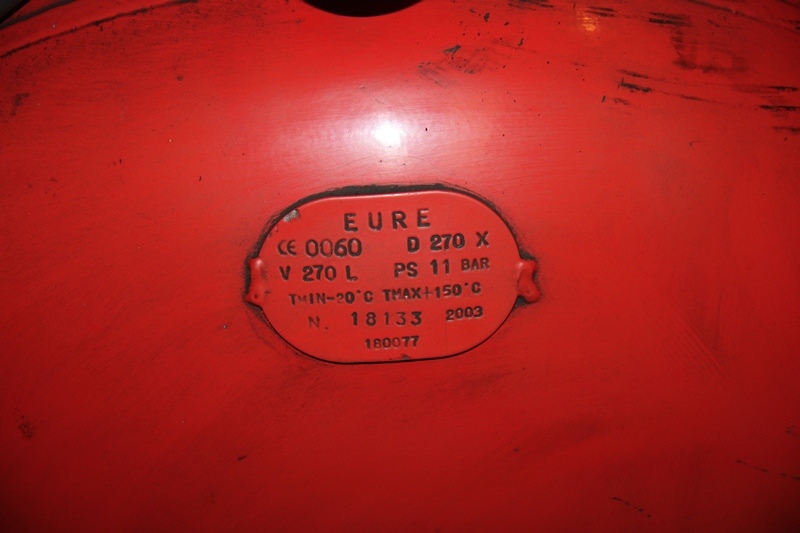 EURE
CE 0060 D 270 X
V 270 L PS 11 BAR
TMIN-20°C TMAX+150°C
N. 18133 2003
180077